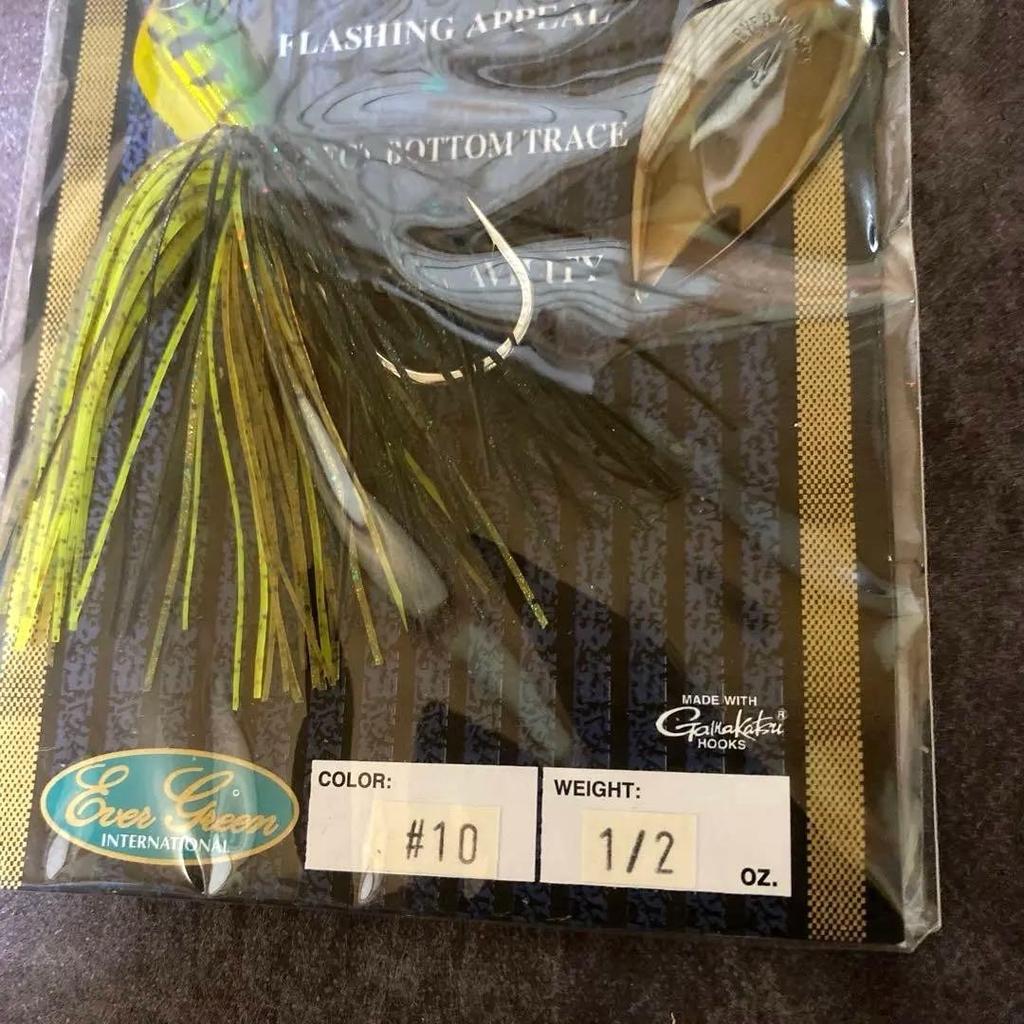 FLASHING APPEAL
BOTTOM TRACE
MADE WITH
Gamakatsu®
HOOKS
Ever Green
INTERNATIONAL
COLOR:
#10
WEIGHT:
1/2
OZ.